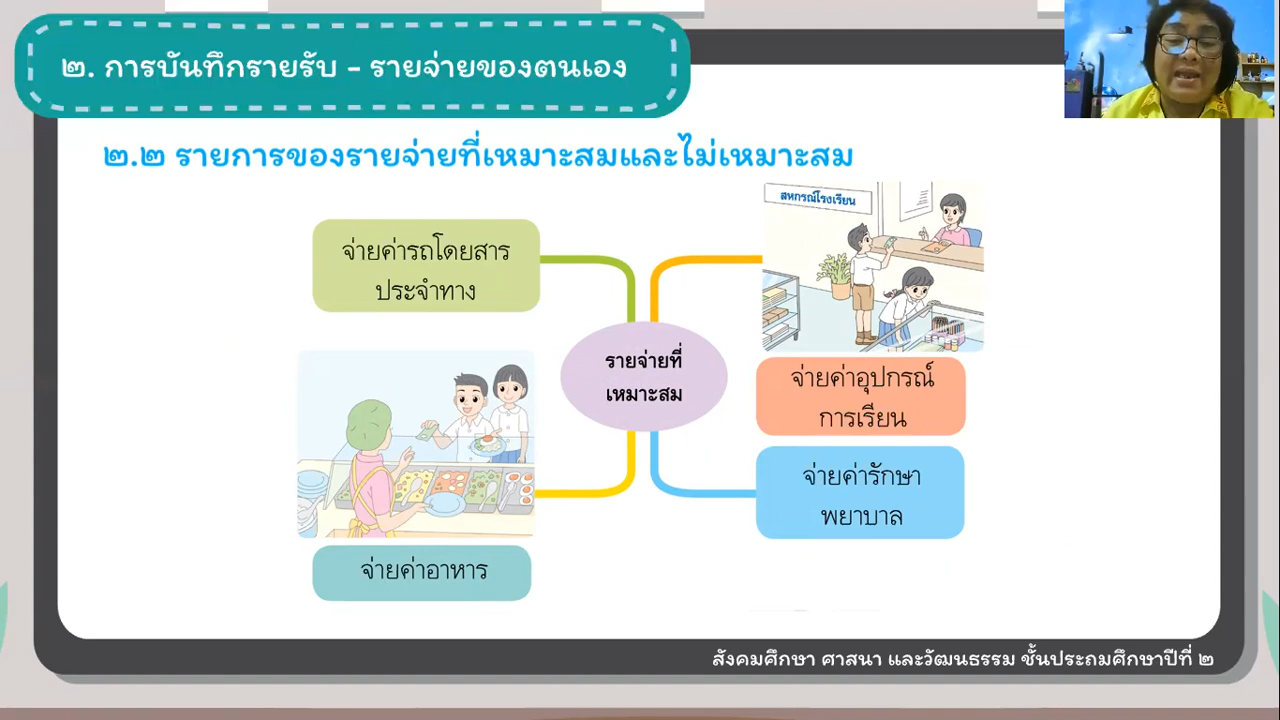 ๒. การบันทึกรายรับ - รายจ่ายของตนเอง
๒.๒ รายการของรายจ่ายที่เหมาะสมและไม่เหมาะสม
จ่ายค่ารถโดยสาร
ประจำทาง
สหกรณ์โรงเรียน
รายจ่ายที่
เหมาะสม
จ่ายค่าอุปกรณ์
การเรียน
จ่ายค่ารักษา
พยาบาล
จ่ายค่าอาหาร
สังคมศึกษา ศาสนา และวัฒนธรรม ชั้นประถมศึกษาปีที่ ๒